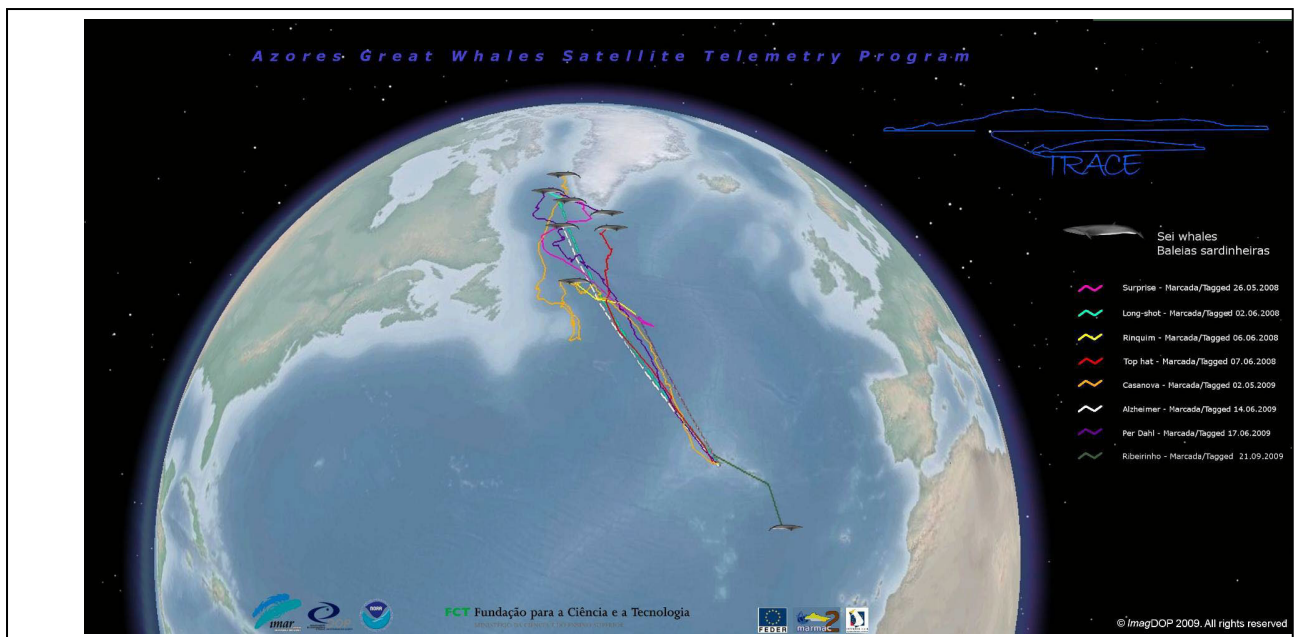 Azores Great Whales Satellite Telemetry Program
TRACE
Sei whales
Baleias sardinheiras
Surprise - Marcada/Tagged 26.05.2008
Long-shot - Marcada/Tagged 02.06.2008
Rinquim - Marcada/Tagged 06.06.2008
Top hat - Marcada/Tagged 07.06.2008
Casanova - Marcada/Tagged 02.05.2009
Alzheimer - Marcada/Tagged 14.06.2009
Per Dahl - Marcada/Tagged 17.06.2009
Ribeirinho - Marcada/Tagged 21.09.2009
imar
NOAA
FCT Fundação para a Ciência e a Tecnologia
FEDER
marmac2
© ImagDOP 2009. All rights reserved